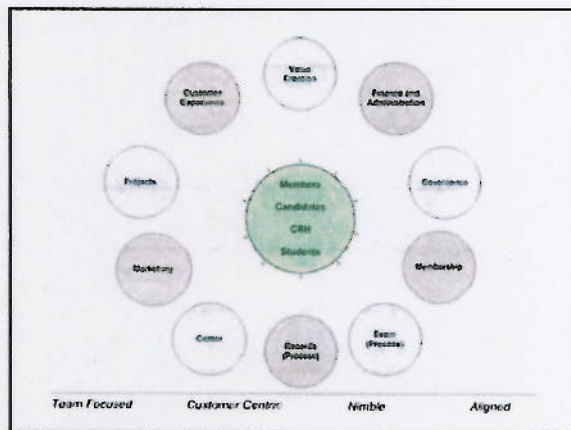 Value
Creation
Customer
Experience
Finance and
Administration
Projects
Governance
Members
Candidates
CRM
Students
Marketing
Membership
Records
(Process)
Exam
(Process)
Team Focused
Customer Centric
Nimble
Aligned